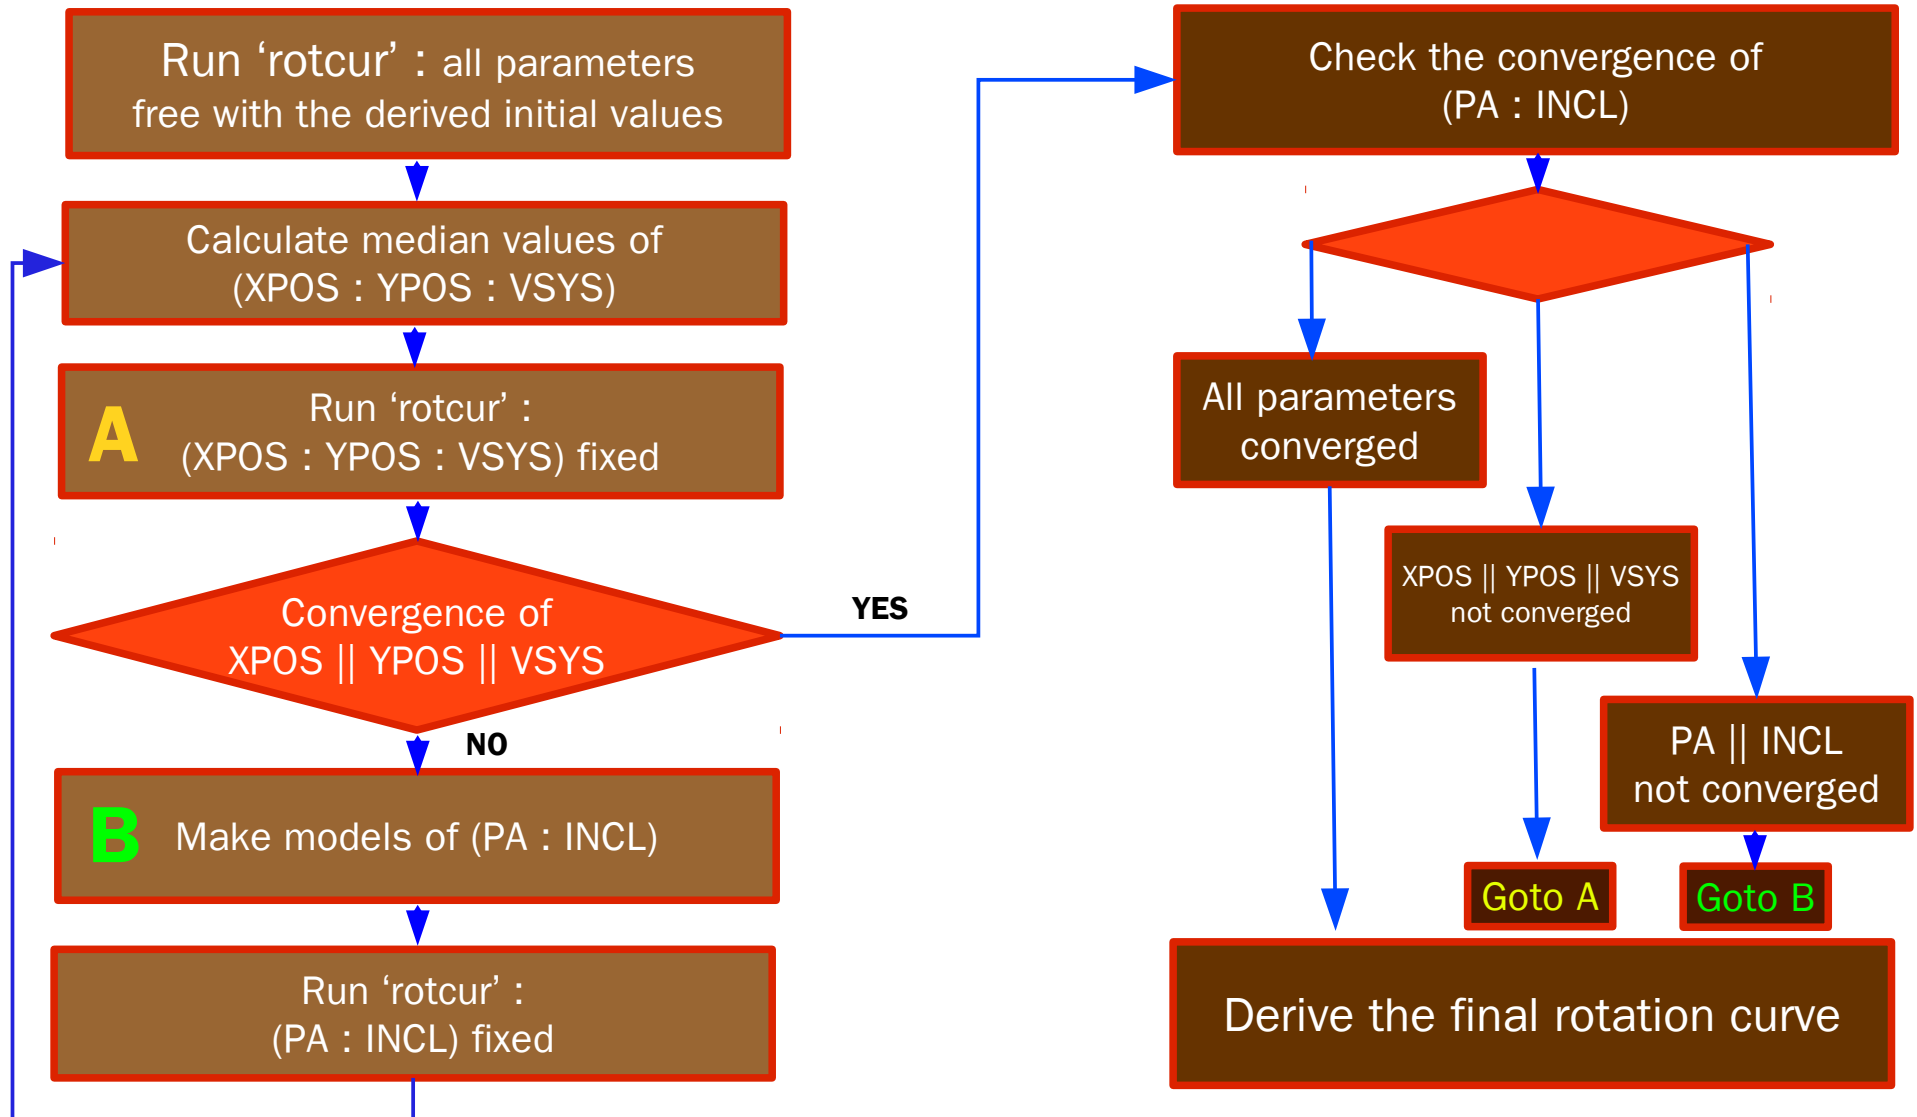 Run ‘rotcur’ : all parameters
free with the derived initial values
Calculate median values of
(XPOS : YPOS : VSYS)
A
Run ‘rotcur’ :
(XPOS : YPOS : VSYS) fixed
Convergence of
XPOS || YPOS || VSYS
YES
NO
B
Make models of (PA : INCL)
Run ‘rotcur’ :
(PA : INCL) fixed
Check the convergence of
(PA : INCL)
All parameters
converged
XPOS || YPOS || VSYS
not converged
PA || INCL
not converged
Goto A
Goto B
Derive the final rotation curve